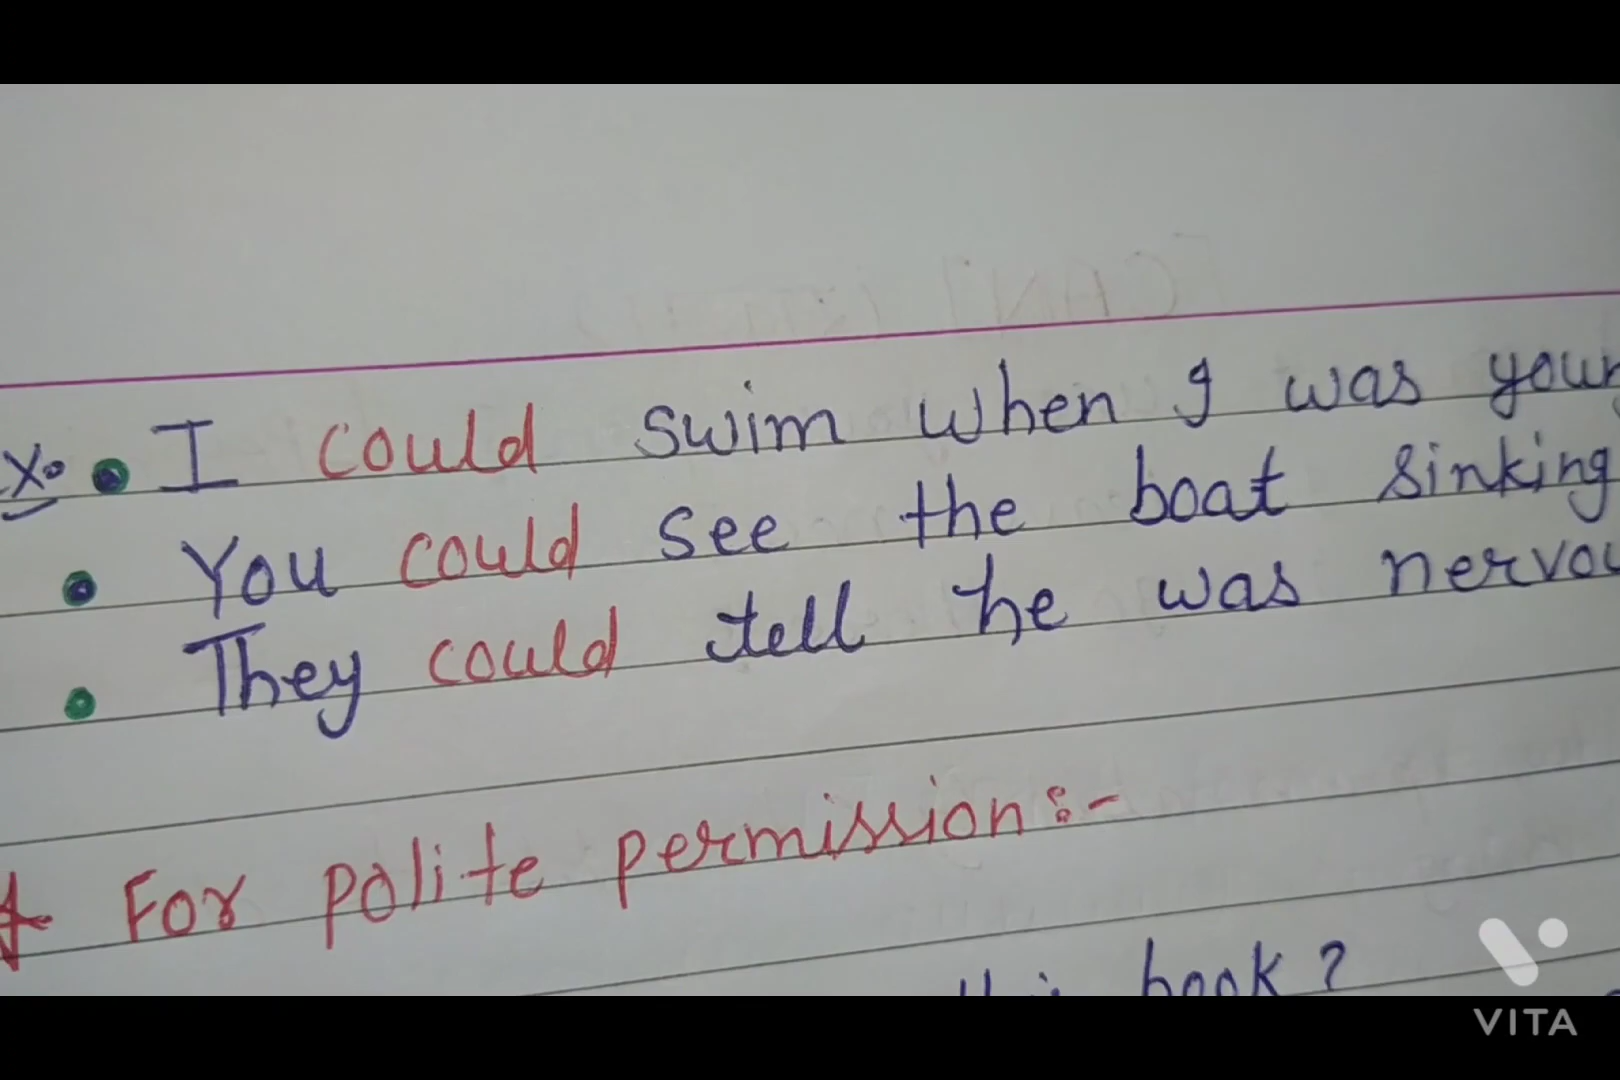 Ex. • I could swim when I was
• You could see the boat sinking
• They could tell he was
* For polite permission:-
book?
VITA